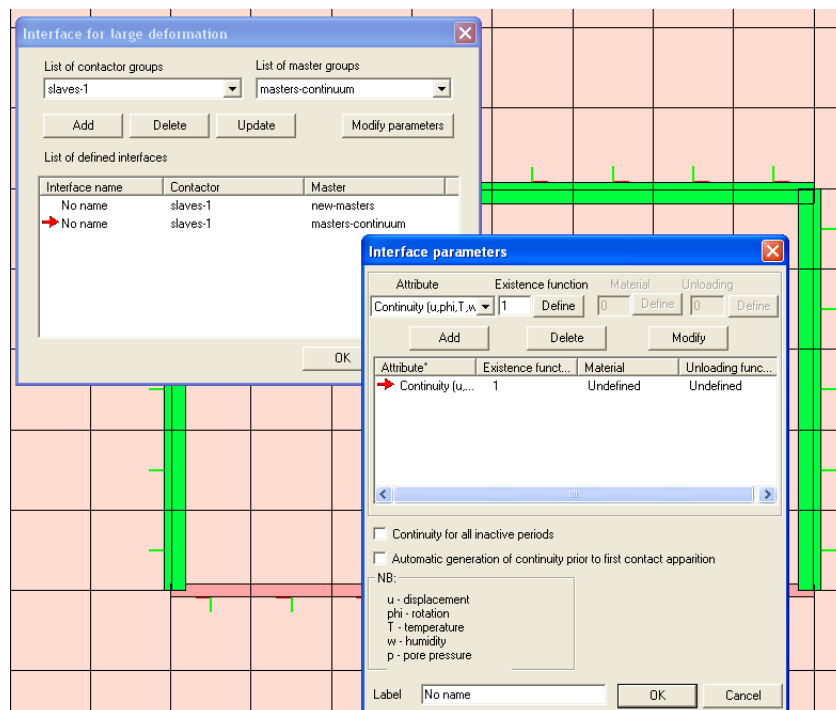 Interface for large deformation
List of contactor groups List of master groups
slaves-1 masters-continuum
Add Delete Update Modify parameters
List of defined interfaces
Interface name Contactor Master
No name slaves-1 new-masters
No name slaves-1 masters-continuum
OK
Interface parameters
Attribute Existence function Material Unloading
Continuity (u,phi,T,w 1 Define 0 Define 0 Define
Add Delete Modify
Attribute* Existence funct... Material Unloading func...
Continuity (u,... 1 Undefined Undefined
Continuity for all inactive periods
Automatic generation of continuity prior to first contact apparition
NB:
u - displacement
phi - rotation
T - temperature
w - humidity
p - pore pressure
Label No name OK Cancel